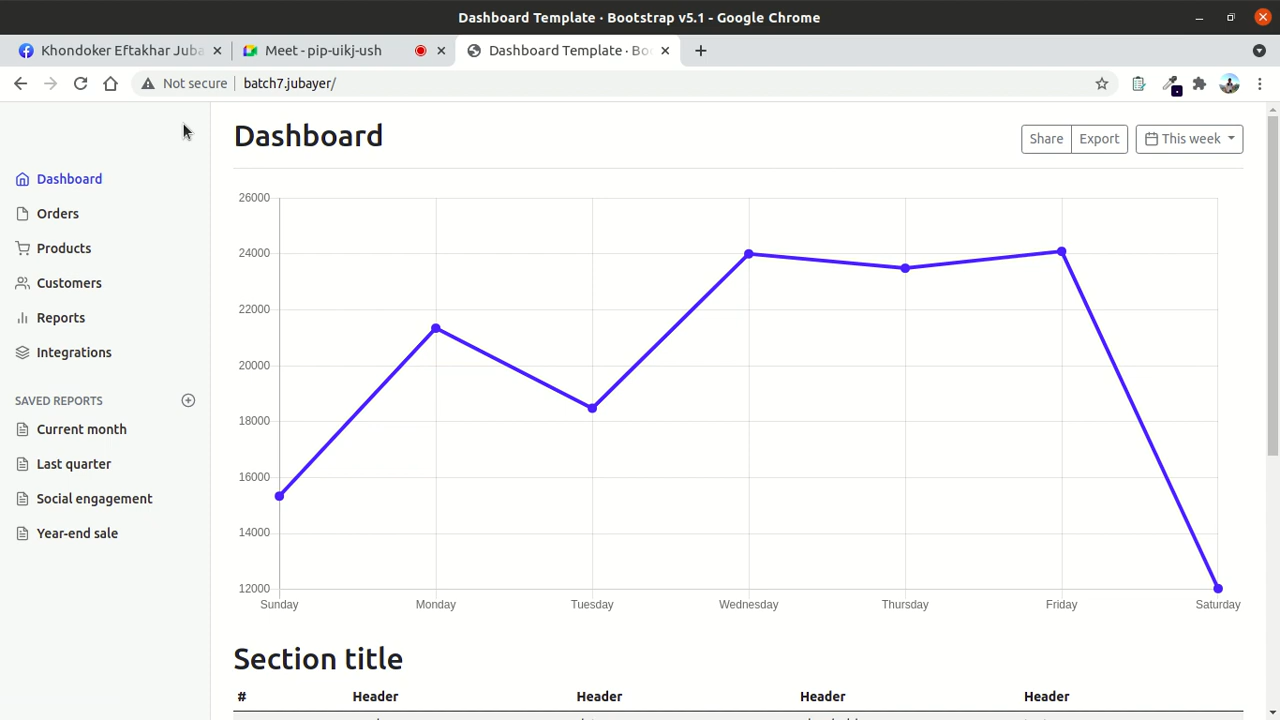 Dashboard Template · Bootstrap v5.1 - Google Chrome
Khondoker Eftakhar Juba
Meet - pip-uikj-ush
Dashboard Template · Bo
Not secure
batch7.jubayer/
Dashboard
Share
Export
This week
Dashboard
Orders
Products
Customers
Reports
Integrations
SAVED REPORTS
Current month
Last quarter
Social engagement
Year-end sale
26000
24000
22000
20000
18000
16000
14000
12000
Sunday Monday Tuesday Wednesday Thursday Friday Saturday
Section title
# Header Header Header Header